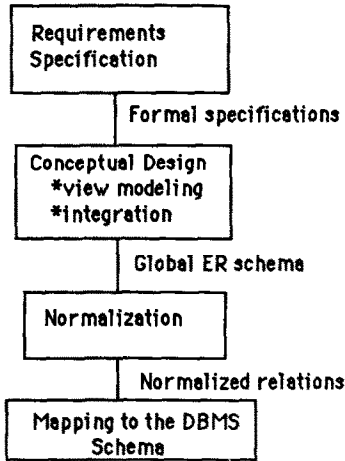 Requirements
Specification
Formal specifications
Conceptual Design
*view modeling
*integration
Global ER schema
Normalization
Normalized relations
Mapping to the DBMS
Schema